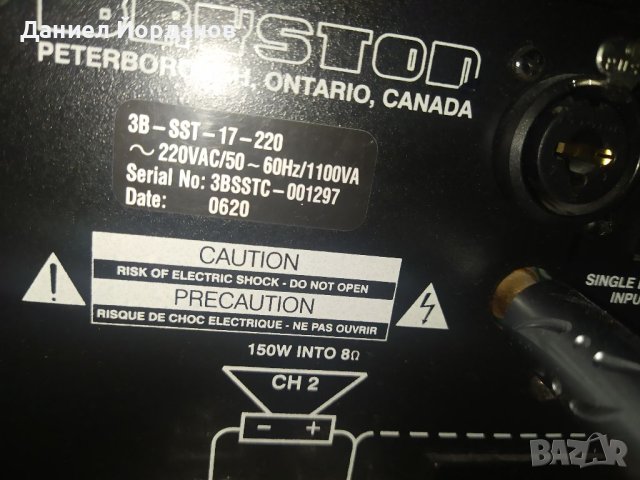 Даниел Йорданов
BRYSTON
PETERBOROUGH, ONTARIO, CANADA
3B-SST-17-220
~ 220VAC/50 ~ 60Hz/1100VA
Serial No: 3BSSTC-001297
Date: 0620
CAUTION
RISK OF ELECTRIC SHOCK - DO NOT OPEN
PRECAUTION
RISQUE DE CHOC ELECTRIQUE - NE PAS OUVRIR
150W INTO 8Ω
CH 2
- +
SINGLE
INPU
BAZAR